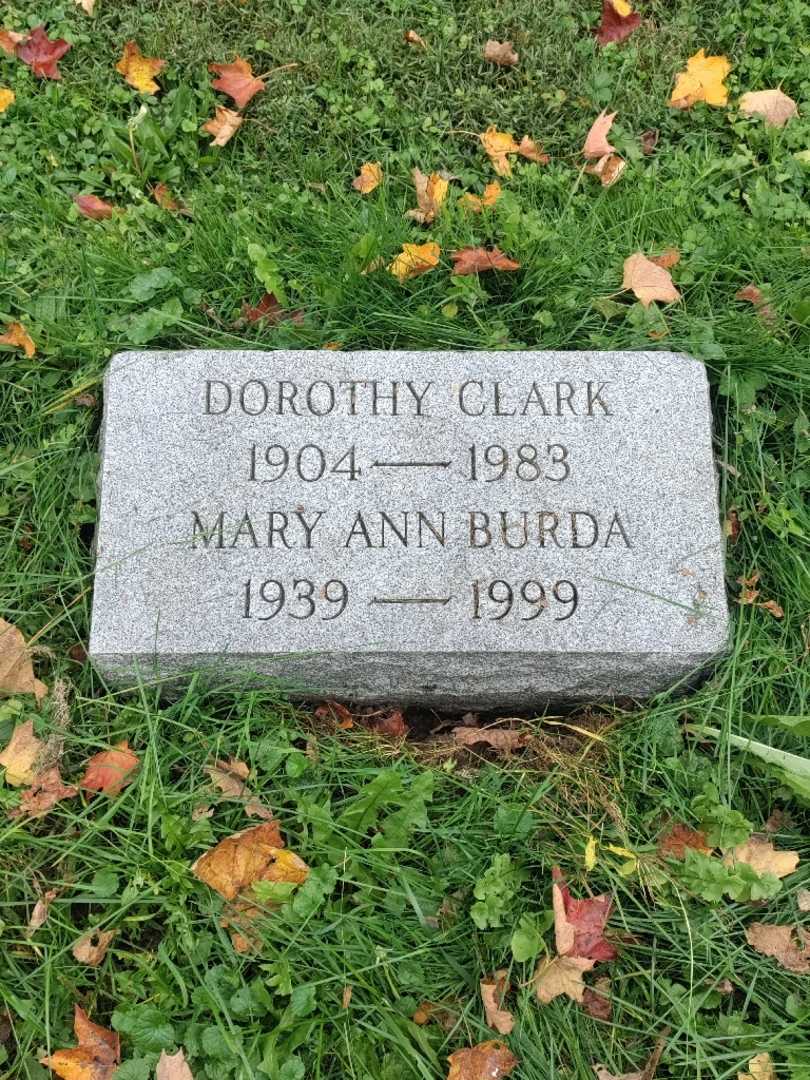 DOROTHY CLARK
1904 — 1983
MARY ANN BURDA
1939 — 1999